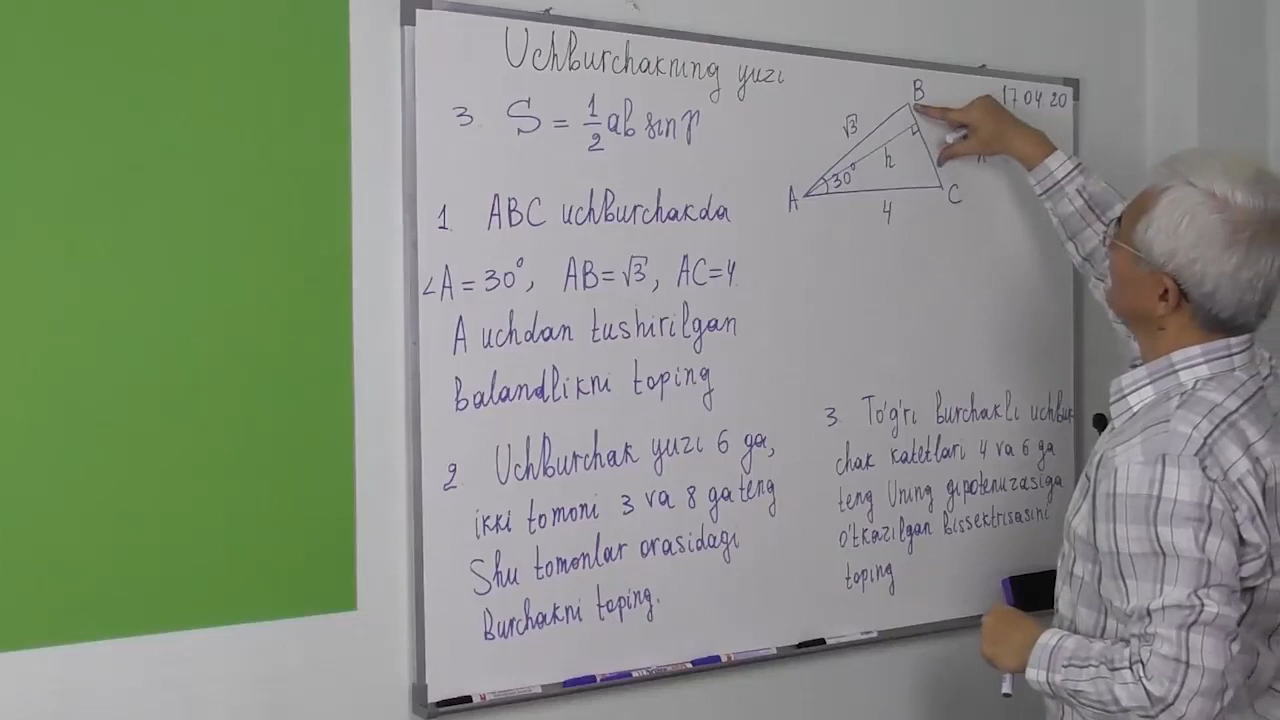 Uchburchakning yuzi
17.04.20
3. S = 1/2 ab sin γ
B
√3
h
30°
A
C
4
1. ABC uchburchakda
∠A = 30°, AB = √3, AC = 4.
A uchdan tushirilgan
balandlikni toping
2. Uchburchak yuzi 6 ga,
ikki tomoni 3 va 8 ga teng
Shu tomonlar orasidagi
burchakni toping.
3. To'g'ri burchakli uchbur
chak katetlari 4 va 6 ga
teng Uning gipotenuzasiga
o'tkazilgan bissektrisasini
toping